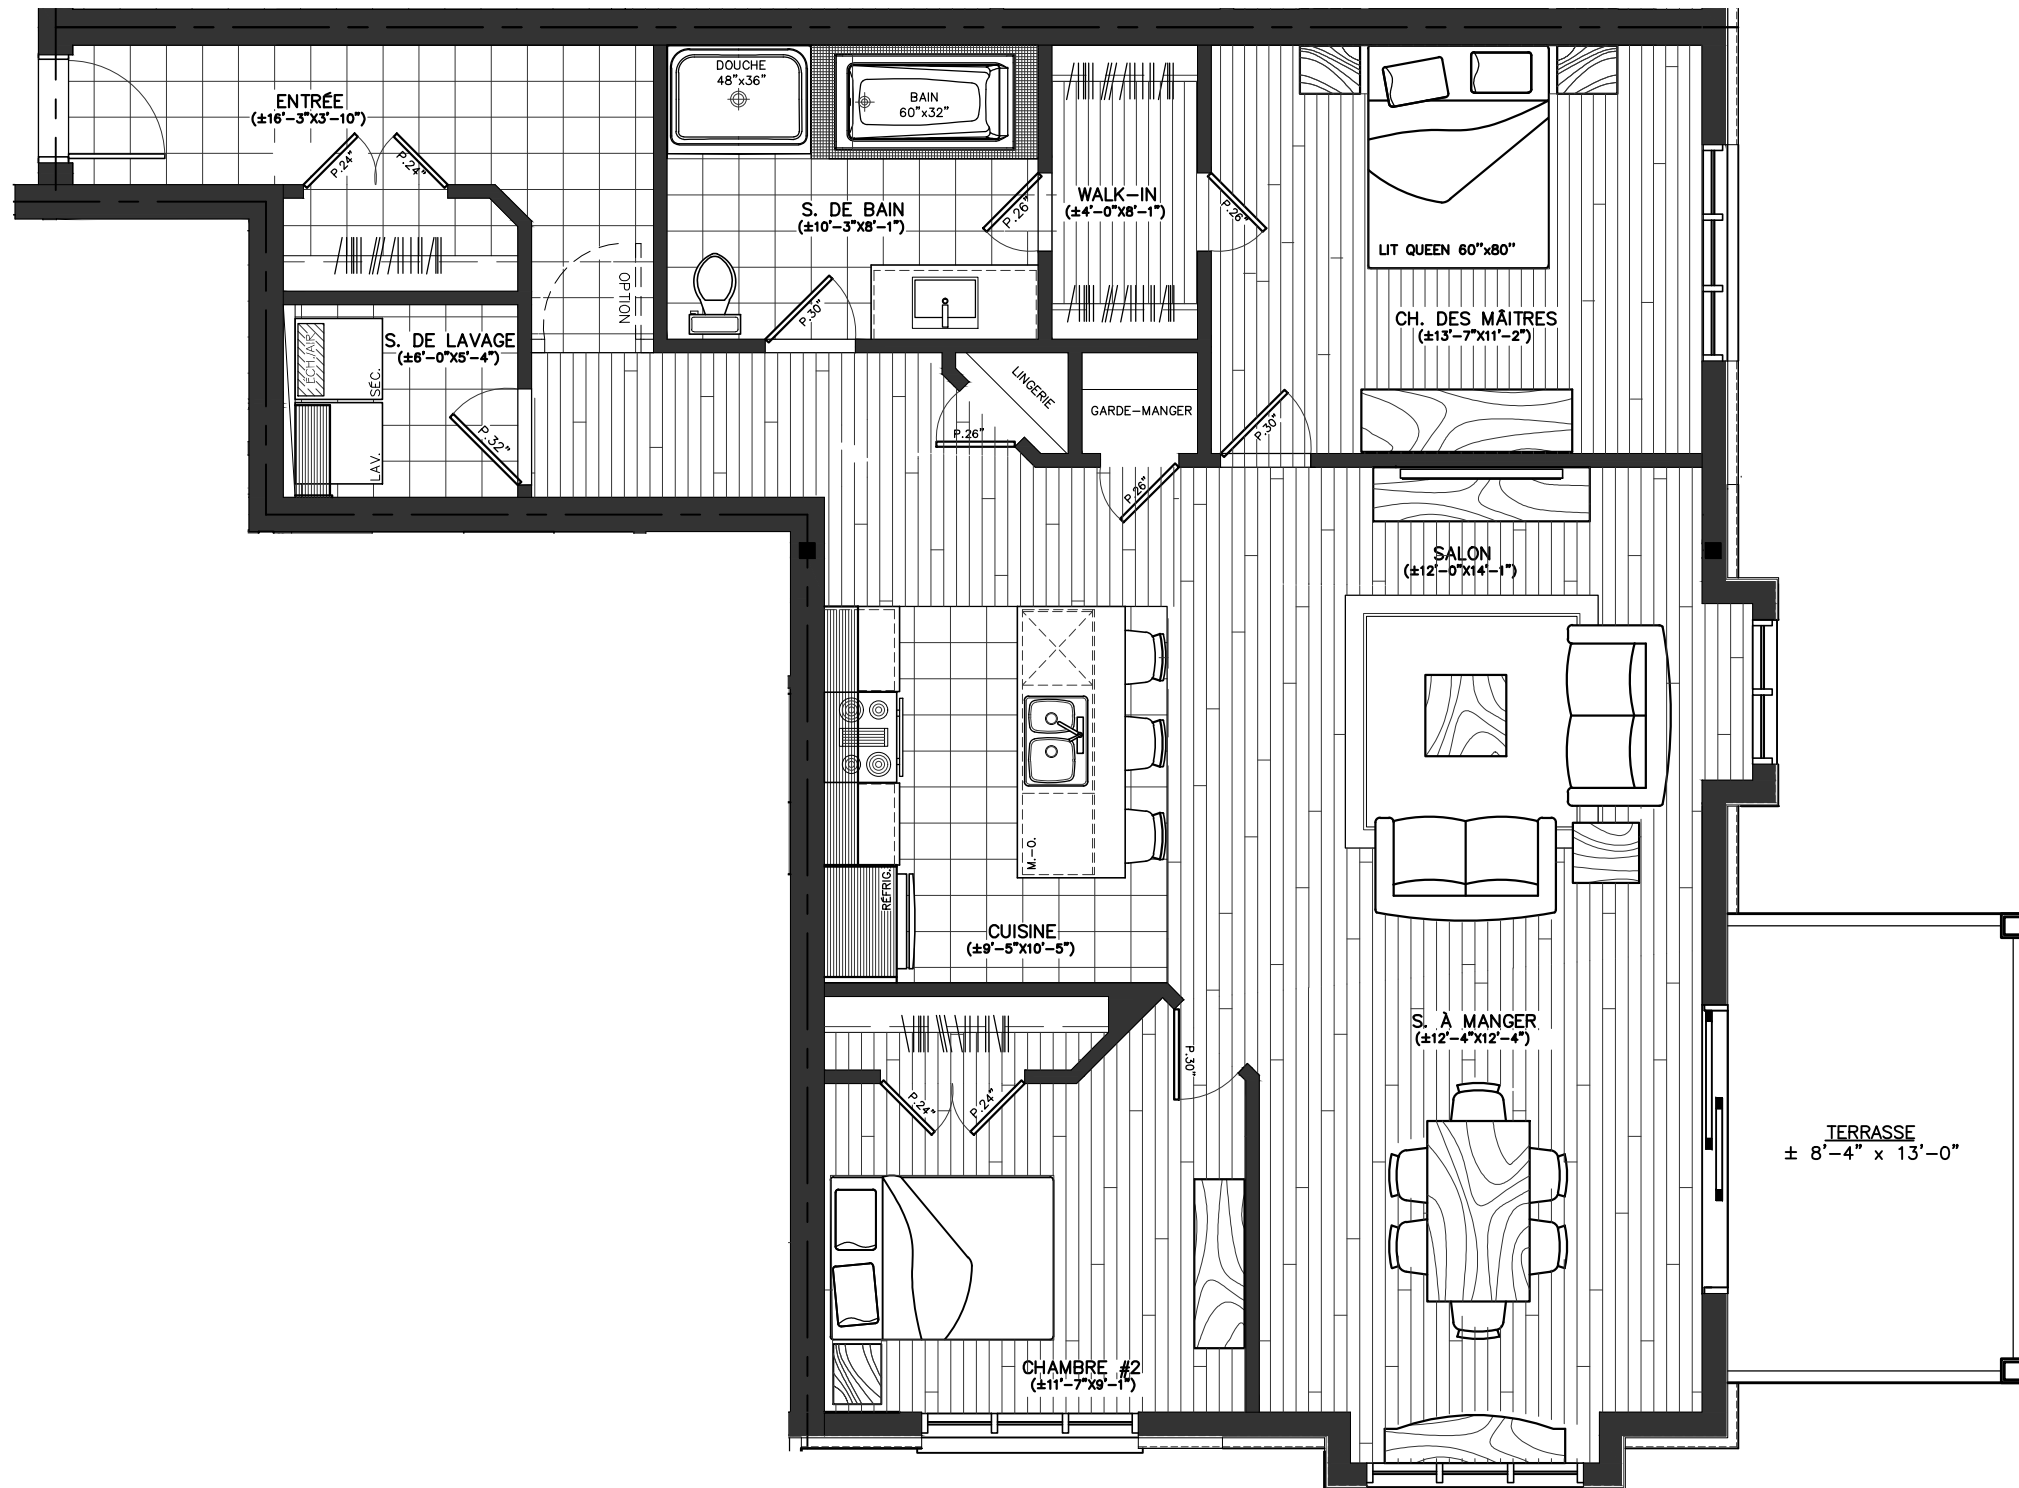 DOUCHE
48"x36"
BAIN
60"x32"
ENTRÉE
(±16'-3"X3'-10")
P.24"
P.24"
S. DE BAIN
(±10'-3"X8'-1")
P.26"
WALK-IN
(±4'-0"X8'-1")
P.26"
LIT QUEEN 60"x80"
CH. DES MAÎTRES
(±13'-7"X11'-2")
OPTION
P.30"
S. DE LAVAGE
(±6'-0"X5'-4")
ÉCH./AIR
SÉC.
LAV.
P.32"
LINGERIE
P.26"
GARDE-MANGER
P.30"
P.26"
SALON
(±12'-0"X14'-1")
M.-O.
RÉFRIG.
CUISINE
(±9'-5"X10'-5")
P.30"
P.24"
P.24"
S. À MANGER
(±12'-4"X12'-4")
TERRASSE
± 8'-4" x 13'-0"
CHAMBRE #2
(±11'-7"X9'-1")